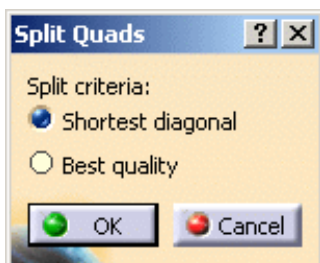 Split Quads ? ×
Split criteria:
Shortest diagonal
Best quality
OK Cancel